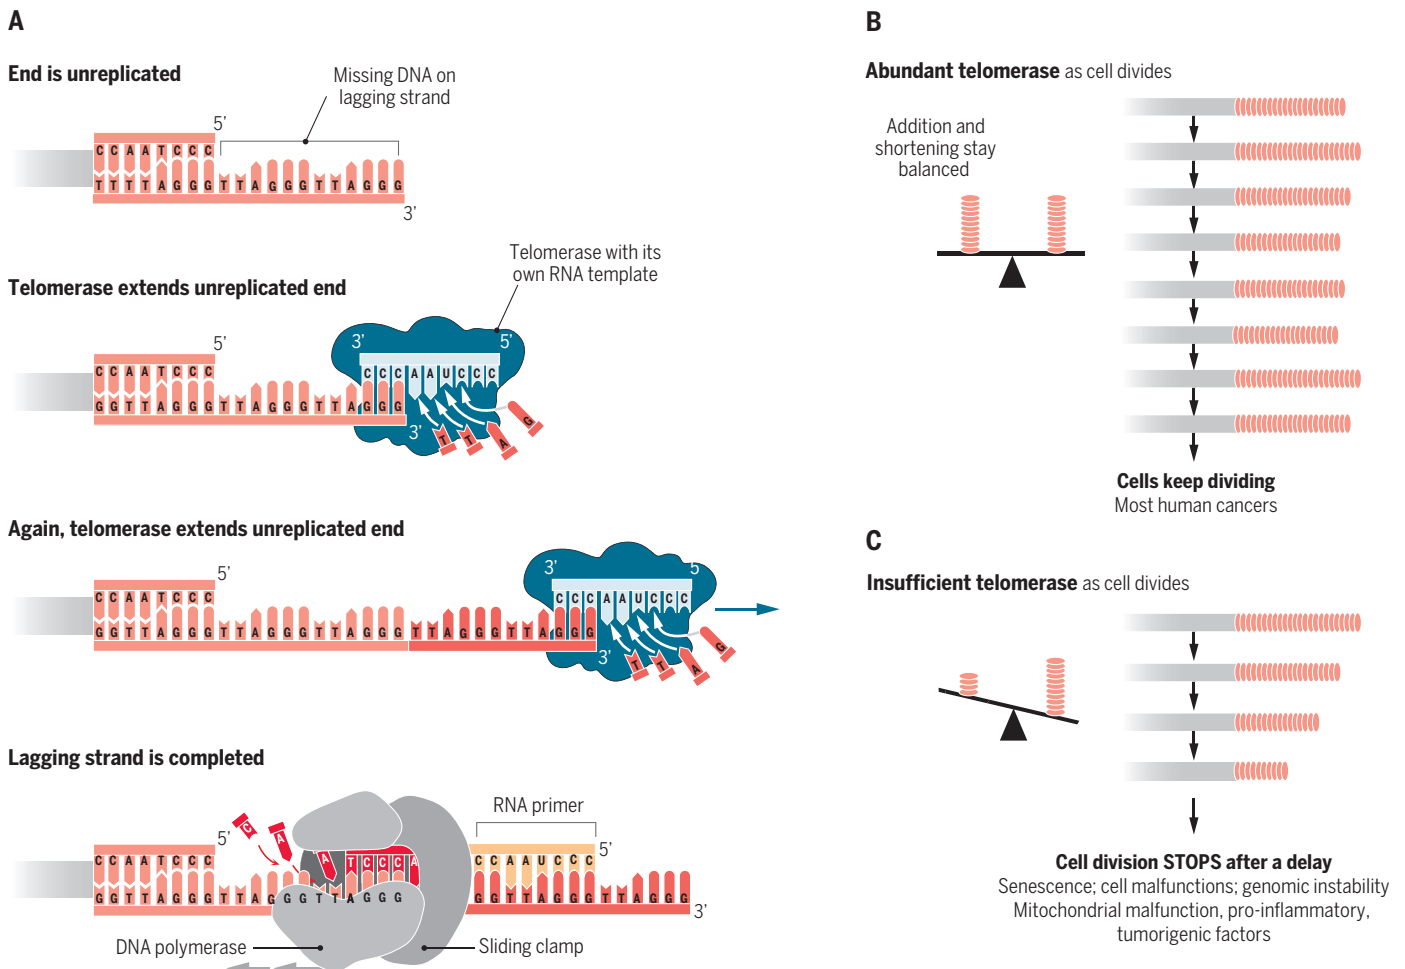 A
End is unreplicated
Missing DNA on
lagging strand
5'
C C A A T C C C
T T T T A G G G T T A G G G T T A G G G
3'
Telomerase with its
own RNA template
Telomerase extends unreplicated end
3' 5'
5'
C C A A T C C C
C C C A A U C C C
G G T T A G G G T T A G G G T T A G G G
3'
T T A G
Again, telomerase extends unreplicated end
3' 5
5'
C C A A T C C C
C C C A A U C C C
G G T T A G G G T T A G G G T T A G G G T T A G G G T T A G G G
3'
T T A G
Lagging strand is completed
RNA primer
C A
5' 5'
C C A A T C C C
A T C C C A
C C A A U C C C
G G T T A G G G T T A G G G T T A G G G
G G T T A G G G T T A G G G
3'
DNA polymerase
Sliding clamp
B
Abundant telomerase as cell divides
Addition and
shortening stay
balanced
Cells keep dividing
Most human cancers
C
Insufficient telomerase as cell divides
Cell division STOPS after a delay
Senescence; cell malfunctions; genomic instability
Mitochondrial malfunction, pro-inflammatory,
tumorigenic factors